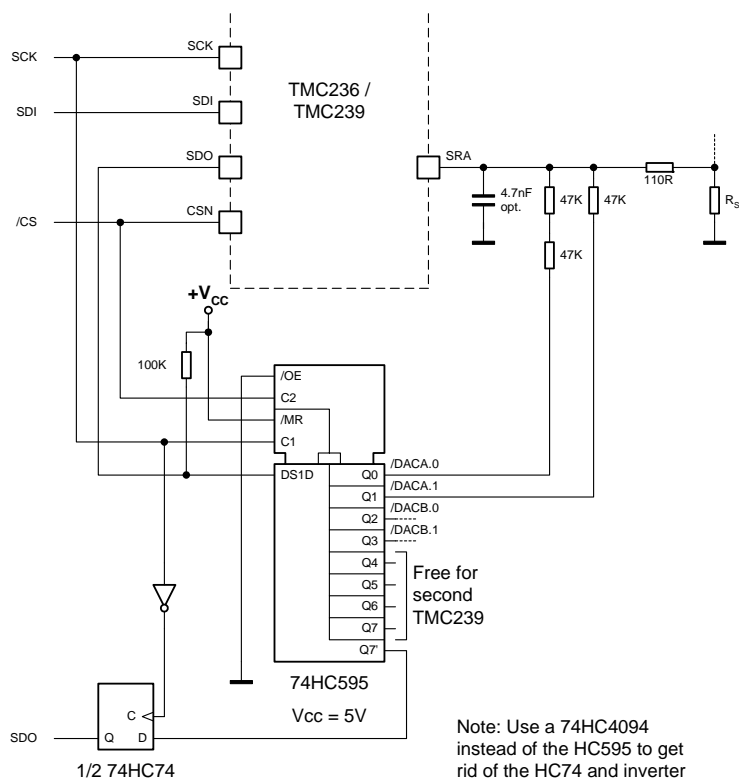 SCK
SCK
TMC236 /
TMC239
SDI
SDI
SDO
SRA
110R
4.7nF
opt.
47K
47K
RS
/CS
CSN
47K
+VCC
100K
/OE
C2
/MR
C1
DS1D
Q0
/DACA.0
Q1
/DACA.1
Q2
/DACB.0
Q3
/DACB.1
Q4
Q5
Q6
Q7
Free for
second
TMC239
Q7'
74HC595
Vcc = 5V
C
SDO
Q
D
1/2 74HC74
Note: Use a 74HC4094
instead of the HC595 to get
rid of the HC74 and inverter